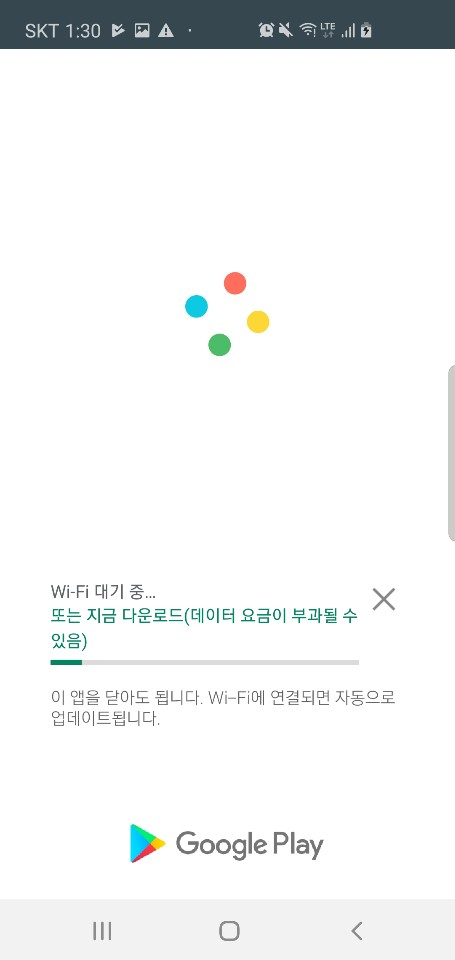 SKT 1:30
LTE
Wi-Fi 대기 중...
또는 지금 다운로드(데이터 요금이 부과될 수
있음)
이 앱을 닫아도 됩니다. Wi-Fi에 연결되면 자동으로
업데이트됩니다.
Google Play